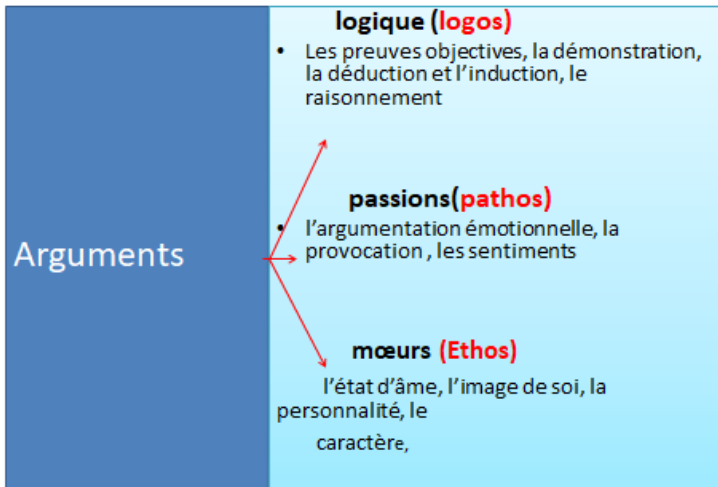 logique (logos)
• Les preuves objectives, la démonstration,
la déduction et l'induction, le
raisonnement
passions(pathos)
• l'argumentation émotionnelle, la
provocation , les sentiments
Arguments
mœurs (Ethos)
l'état d'âme, l'image de soi, la
personnalité, le
caractère,